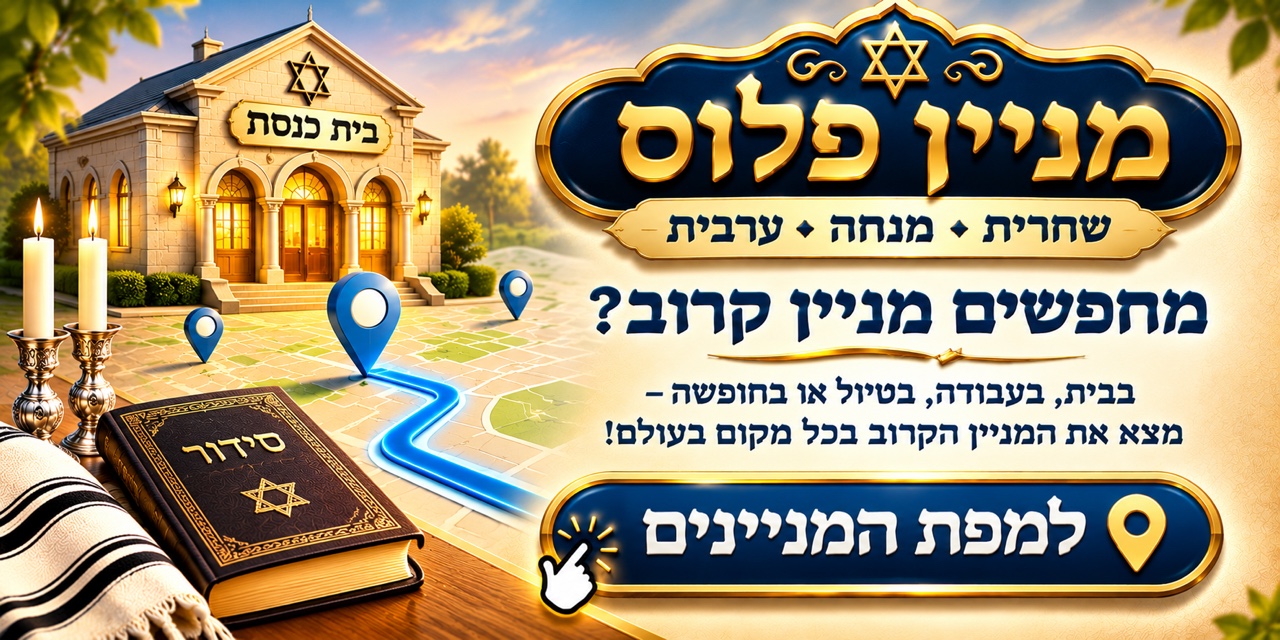 בית כנסת
סידור
מניין פלוס
שחרית ◆ מנחה ◆ ערבית
מחפשים מניין קרוב?
בבית, בעבודה, בטיול או בחופשה –
מצא את המניין הקרוב בכל מקום בעולם!
למפת המניינים